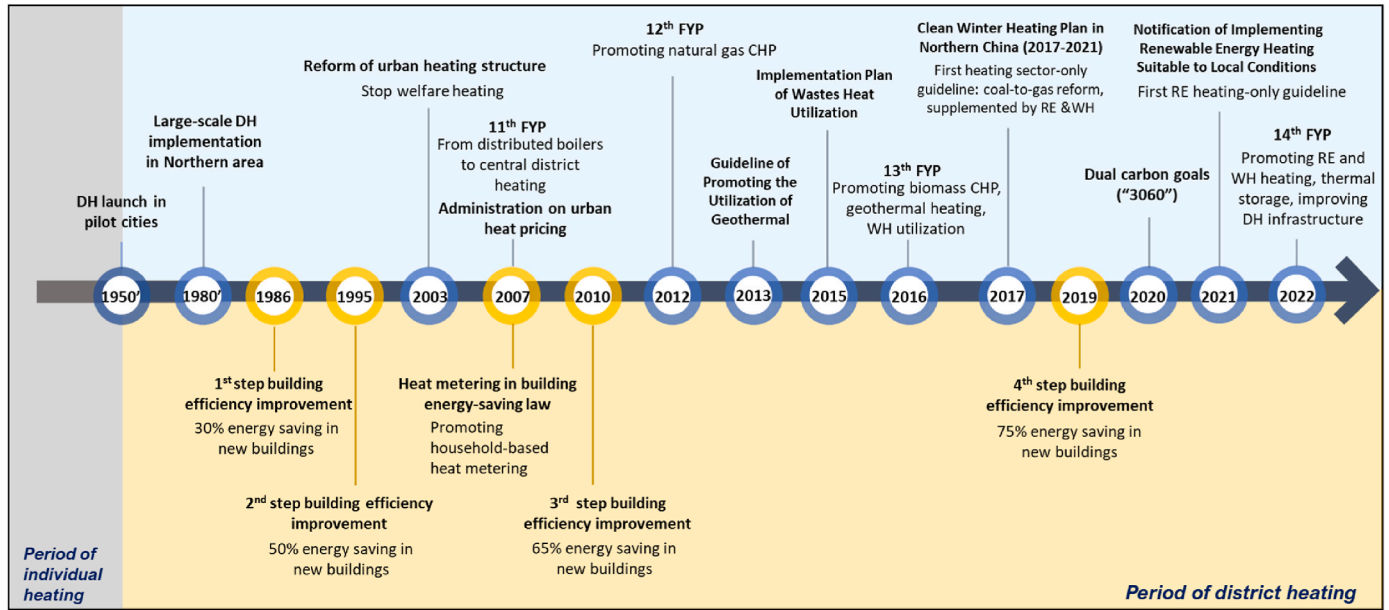 DH launch in
pilot cities
Large-scale DH
implementation
in Northern area
Reform of urban heating structure
Stop welfare heating
11th FYP
From distributed boilers
to central district
heating
Administration on urban
heat pricing
12th FYP
Promoting natural gas CHP
Guideline of
Promoting the
Utilization of
Geothermal
Implementation Plan
of Wastes Heat
Utilization
13th FYP
Promoting biomass CHP,
geothermal heating,
WH utilization
Clean Winter Heating Plan in
Northern China (2017-2021)
First heating sector-only
guideline: coal-to-gas reform,
supplemented by RE &WH
Dual carbon goals
(“3060”)
Notification of Implementing
Renewable Energy Heating
Suitable to Local Conditions
First RE heating-only guideline
14th FYP
Promoting RE and
WH heating, thermal
storage, improving
DH infrastructure
1950’
1980’
1986
1995
2003
2007
2010
2012
2013
2015
2016
2017
2019
2020
2021
2022
1st step building
efficiency improvement
30% energy saving in
new buildings
2nd step building efficiency
improvement
50% energy saving in
new buildings
Heat metering in building
energy-saving law
Promoting
household-based
heat metering
3rd step building
efficiency improvement
65% energy saving in
new buildings
4th step building
efficiency improvement
75% energy saving in
new buildings
Period of
individual
heating
Period of district heating